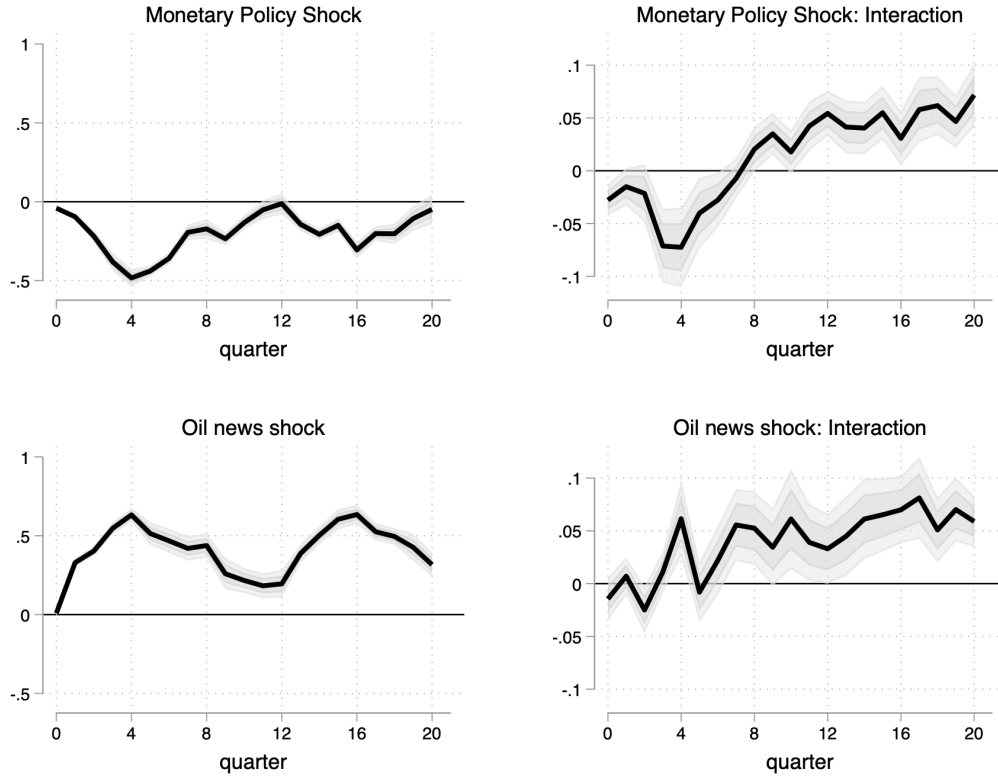 Monetary Policy Shock
1
.5
0
-.5
0 4 8 12 16 20
quarter
Monetary Policy Shock: Interaction
.1
.05
0
-.05
-.1
0 4 8 12 16 20
quarter
Oil news shock
1
.5
0
-.5
0 4 8 12 16 20
quarter
Oil news shock: Interaction
.1
.05
0
-.05
-.1
0 4 8 12 16 20
quarter